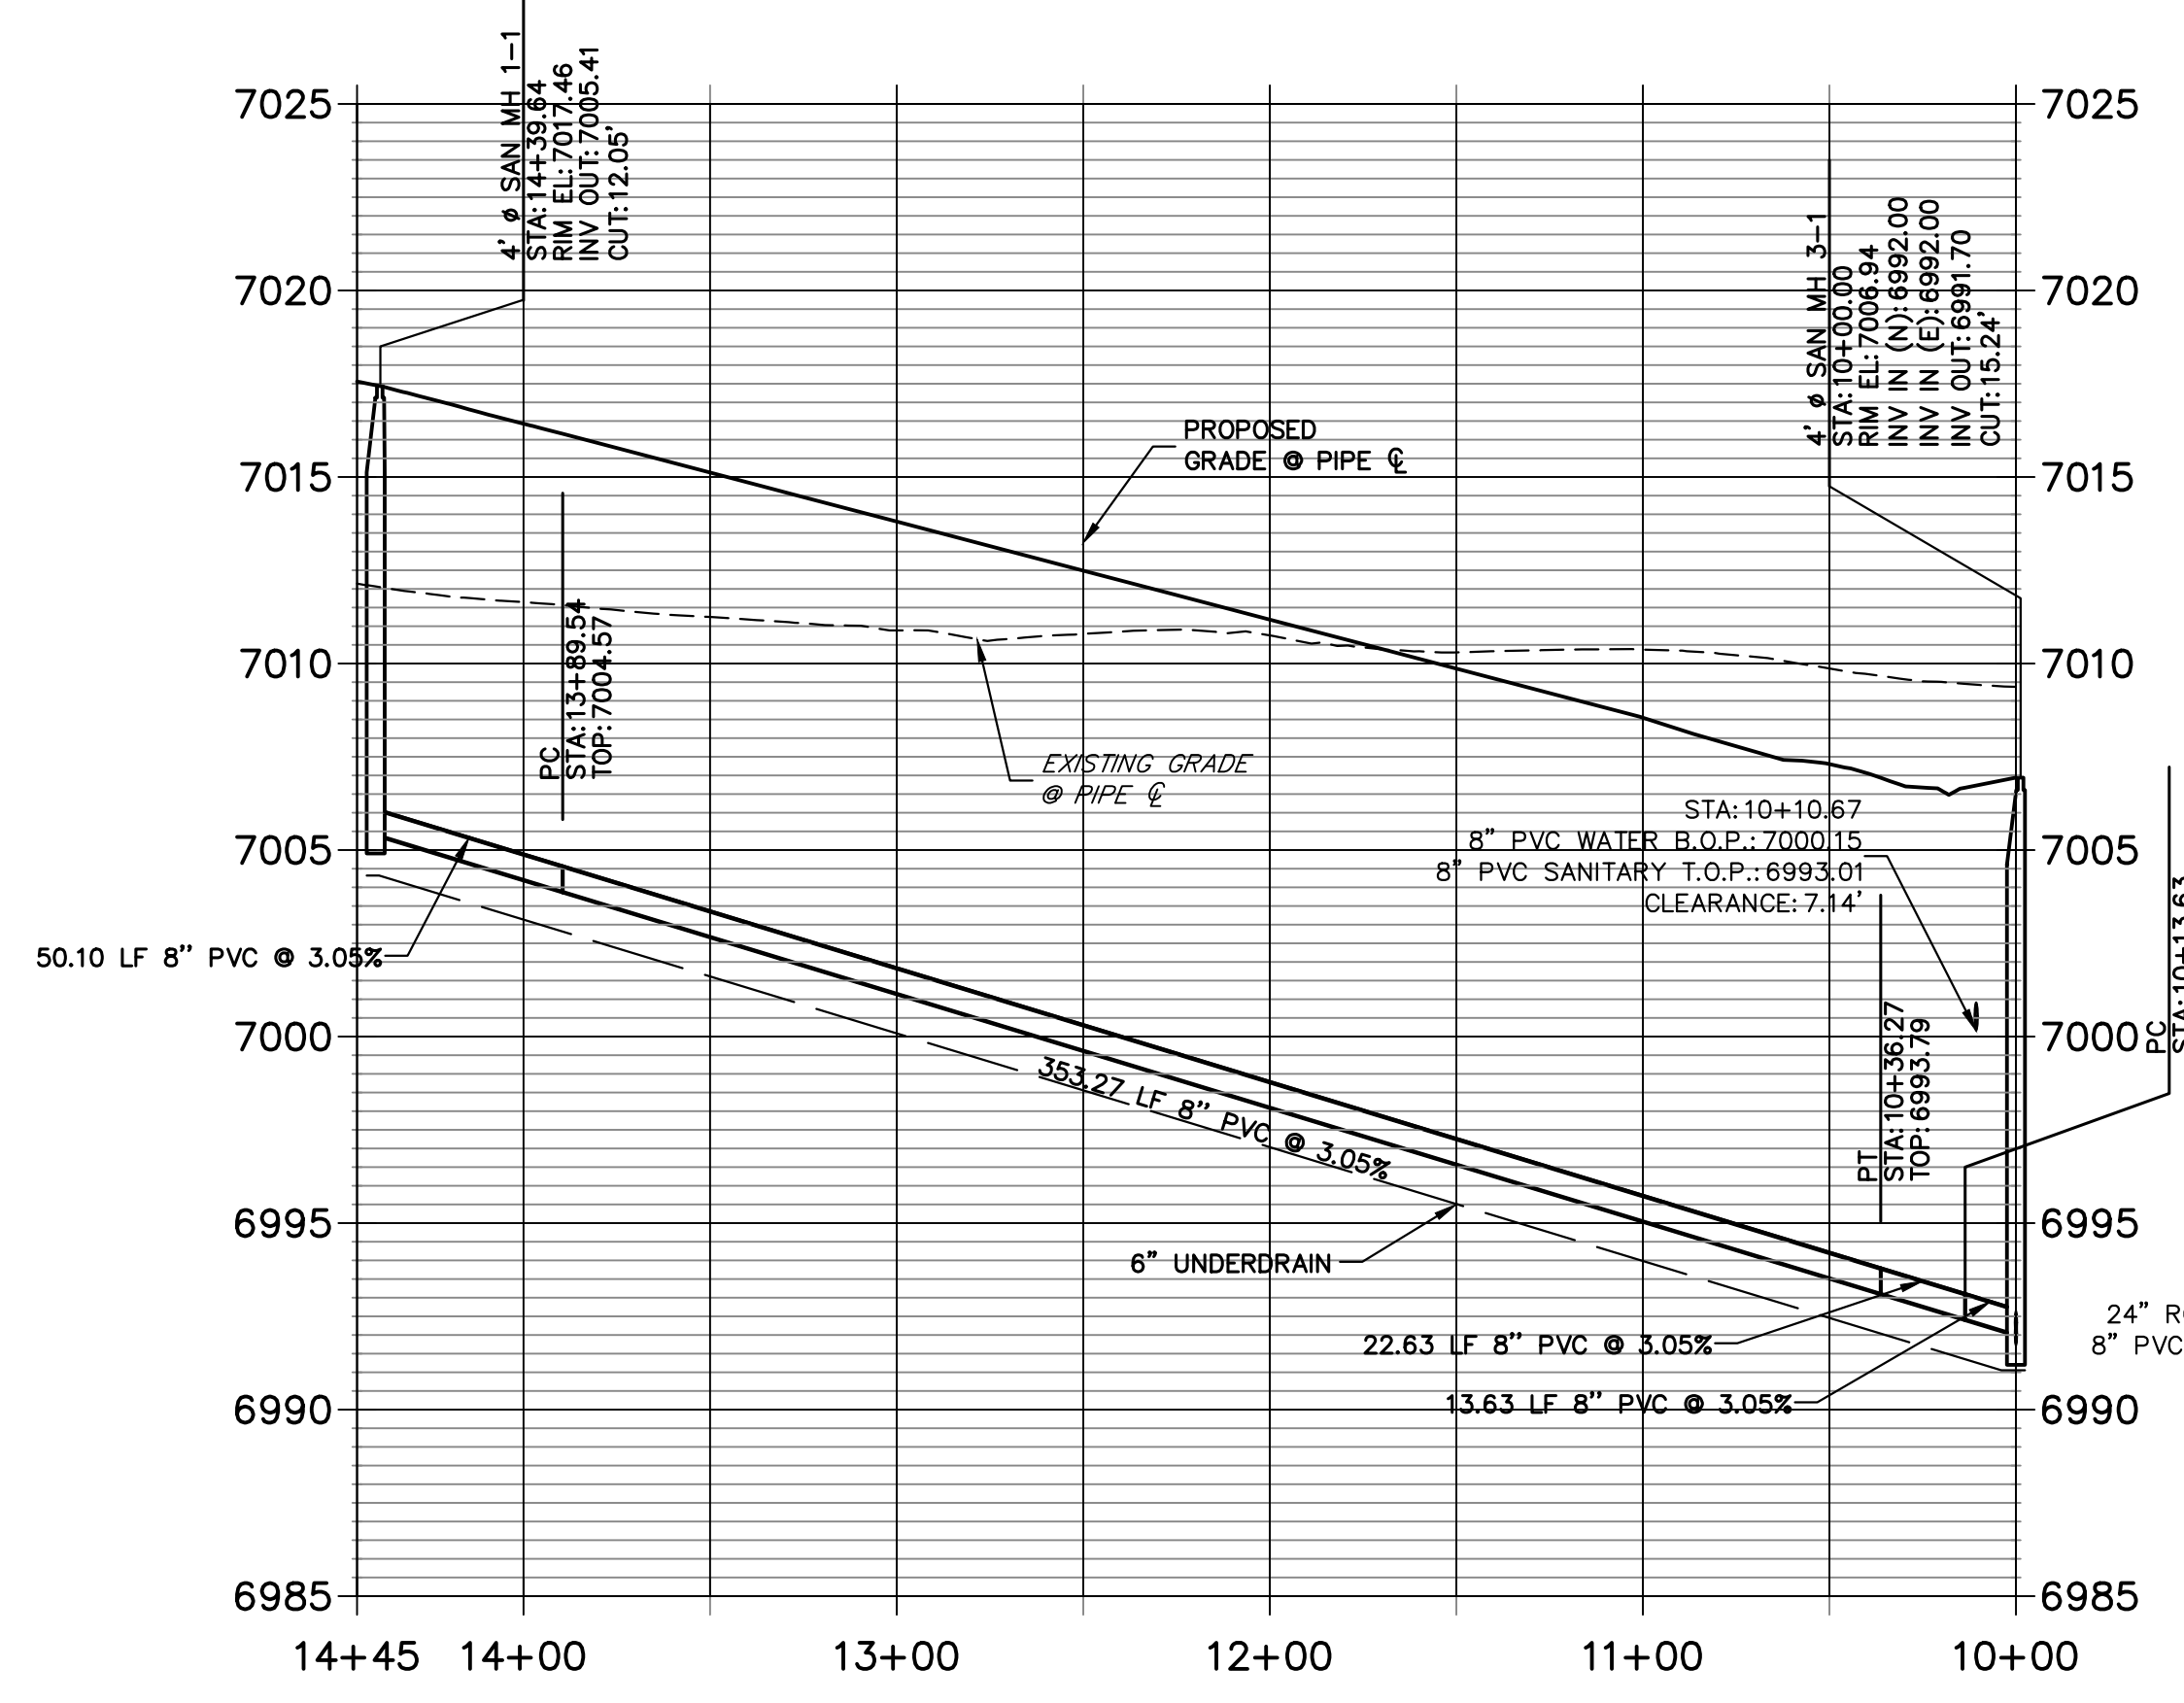 4' ø SAN MH 1-1
STA:14+39.64
RIM EL:7017.46
INV OUT:7005.41
CUT:12.05'
4' ø SAN MH 3-1
STA:10+00.00
RIM EL:7006.94
INV IN (N):6992.00
INV IN (E):6992.00
INV OUT:6991.70
CUT:15.24'
7025
7025
7020
7020
7015
7015
7010
7010
7005
7005
7000
7000
6995
6995
6990
6990
6985
6985
PROPOSED
GRADE @ PIPE ℄
PC
STA:13+89.54
TOP:7004.57
EXISTING GRADE
@ PIPE ℄
STA:10+10.67
8" PVC WATER B.O.P.:7000.15
8" PVC SANITARY T.O.P.:6993.01
CLEARANCE:7.14'
50.10 LF 8" PVC @ 3.05%
353.27 LF 8" PVC @ 3.05%
PT
STA:10+36.27
TOP:6993.79
PC
STA:10+13.63
6" UNDERDRAIN
22.63 LF 8" PVC @ 3.05%
13.63 LF 8" PVC @ 3.05%
24"
8" PVC
14+45 14+00 13+00 12+00 11+00 10+00